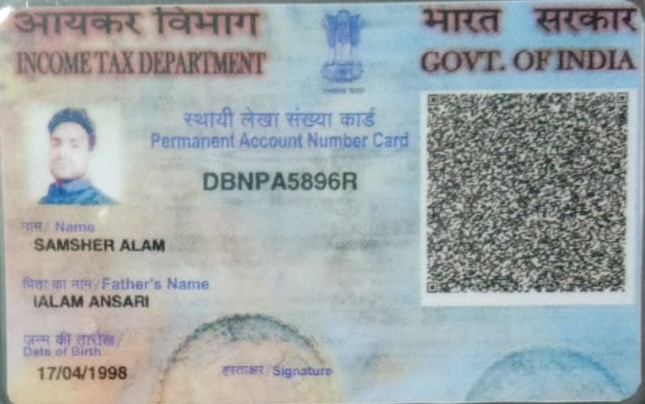 आयकर विभाग
भारत सरकार
INCOME TAX DEPARTMENT
GOVT. OF INDIA
स्थायी लेखा संख्या कार्ड
Permanent Account Number Card
DBNPA5896R
नाम / Name
SAMSHER ALAM
पिता का नाम / Father's Name
IALAM ANSARI
जन्म की तारीख /
Date of Birth
17/04/1998
हस्ताक्षर / Signature